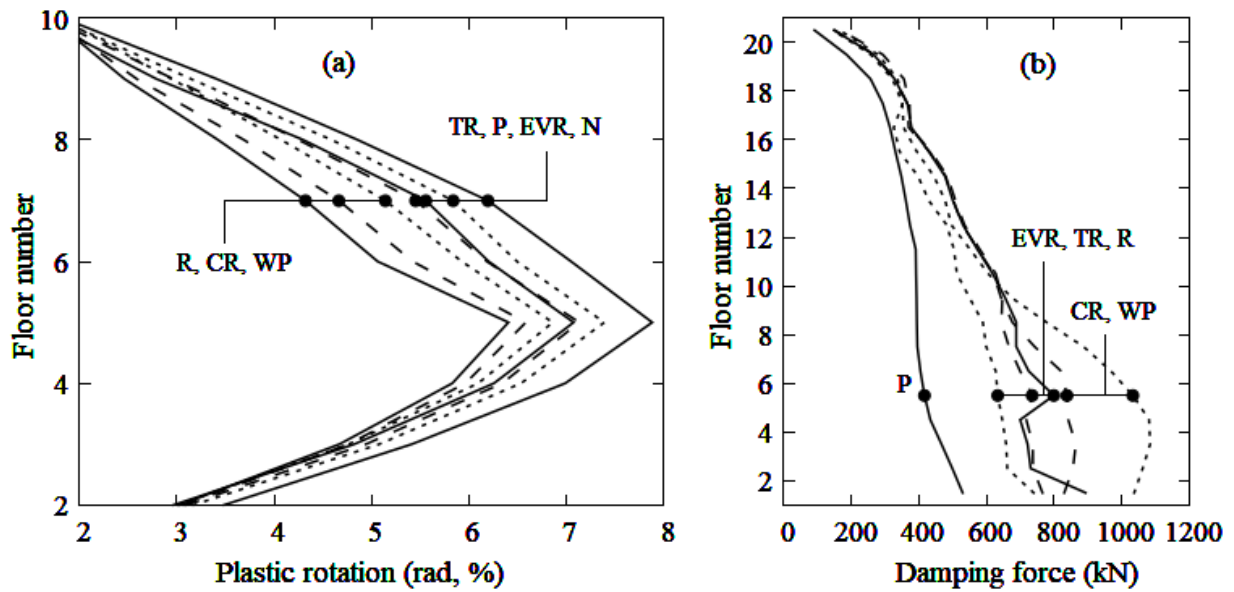 10
8
6
4
2
2
3
4
5
6
7
8
Floor number
Plastic rotation (rad, %)
(a)
TR, P, EVR, N
R, CR, WP
20
18
16
14
12
10
8
6
4
2
0
200
400
600
800
1000
1200
Floor number
Damping force (kN)
(b)
EVR, TR, R
CR, WP
P